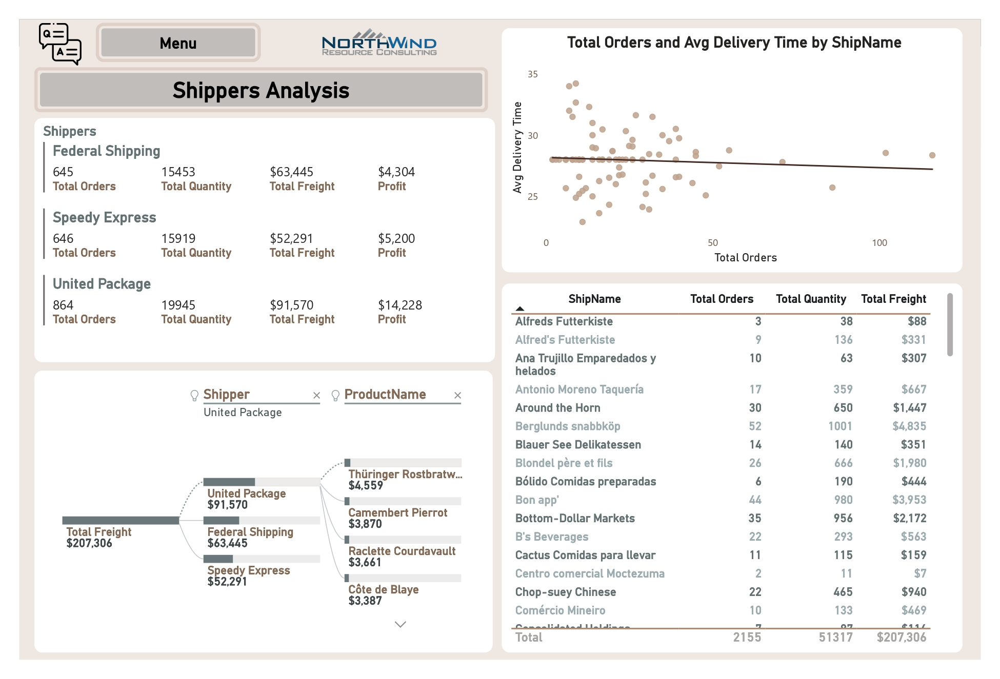 Q
A
Menu
NORTHWIND
RESOURCE CONSULTING
Shippers Analysis
Shippers
Federal Shipping
645 15453 $63,445 $4,304
Total Orders Total Quantity Total Freight Profit
Speedy Express
646 15919 $52,291 $5,200
Total Orders Total Quantity Total Freight Profit
United Package
864 19945 $91,570 $14,228
Total Orders Total Quantity Total Freight Profit
Shipper ProductName
United Package
Total Freight
$207,306
United Package
$91,570
Federal Shipping
$63,445
Speedy Express
$52,291
Thüringer Rostbratw...
$4,559
Camembert Pierrot
$3,870
Raclette Courdavault
$3,661
Côte de Blaye
$3,387
Total Orders and Avg Delivery Time by ShipName
Avg Delivery Time
35
30
25
0 50 100
Total Orders
ShipName Total Orders Total Quantity Total Freight
Alfreds Futterkiste 3 38 $88
Alfred's Futterkiste 9 136 $331
Ana Trujillo Emparedados y 10 63 $307
helados
Antonio Moreno Taquería 17 359 $667
Around the Horn 30 650 $1,447
Berglunds snabbköp 52 1001 $4,835
Blauer See Delikatessen 14 140 $351
Blondel père et fils 26 666 $1,980
Bólido Comidas preparadas 6 190 $444
Bon app' 44 980 $3,953
Bottom-Dollar Markets 35 956 $2,172
B's Beverages 22 293 $563
Cactus Comidas para llevar 11 115 $159
Centro comercial Moctezuma 2 11 $7
Chop-suey Chinese 22 465 $940
Comércio Mineiro 10 133 $469
Consolidated Holdings 7
Total 2155 51317 $207,306